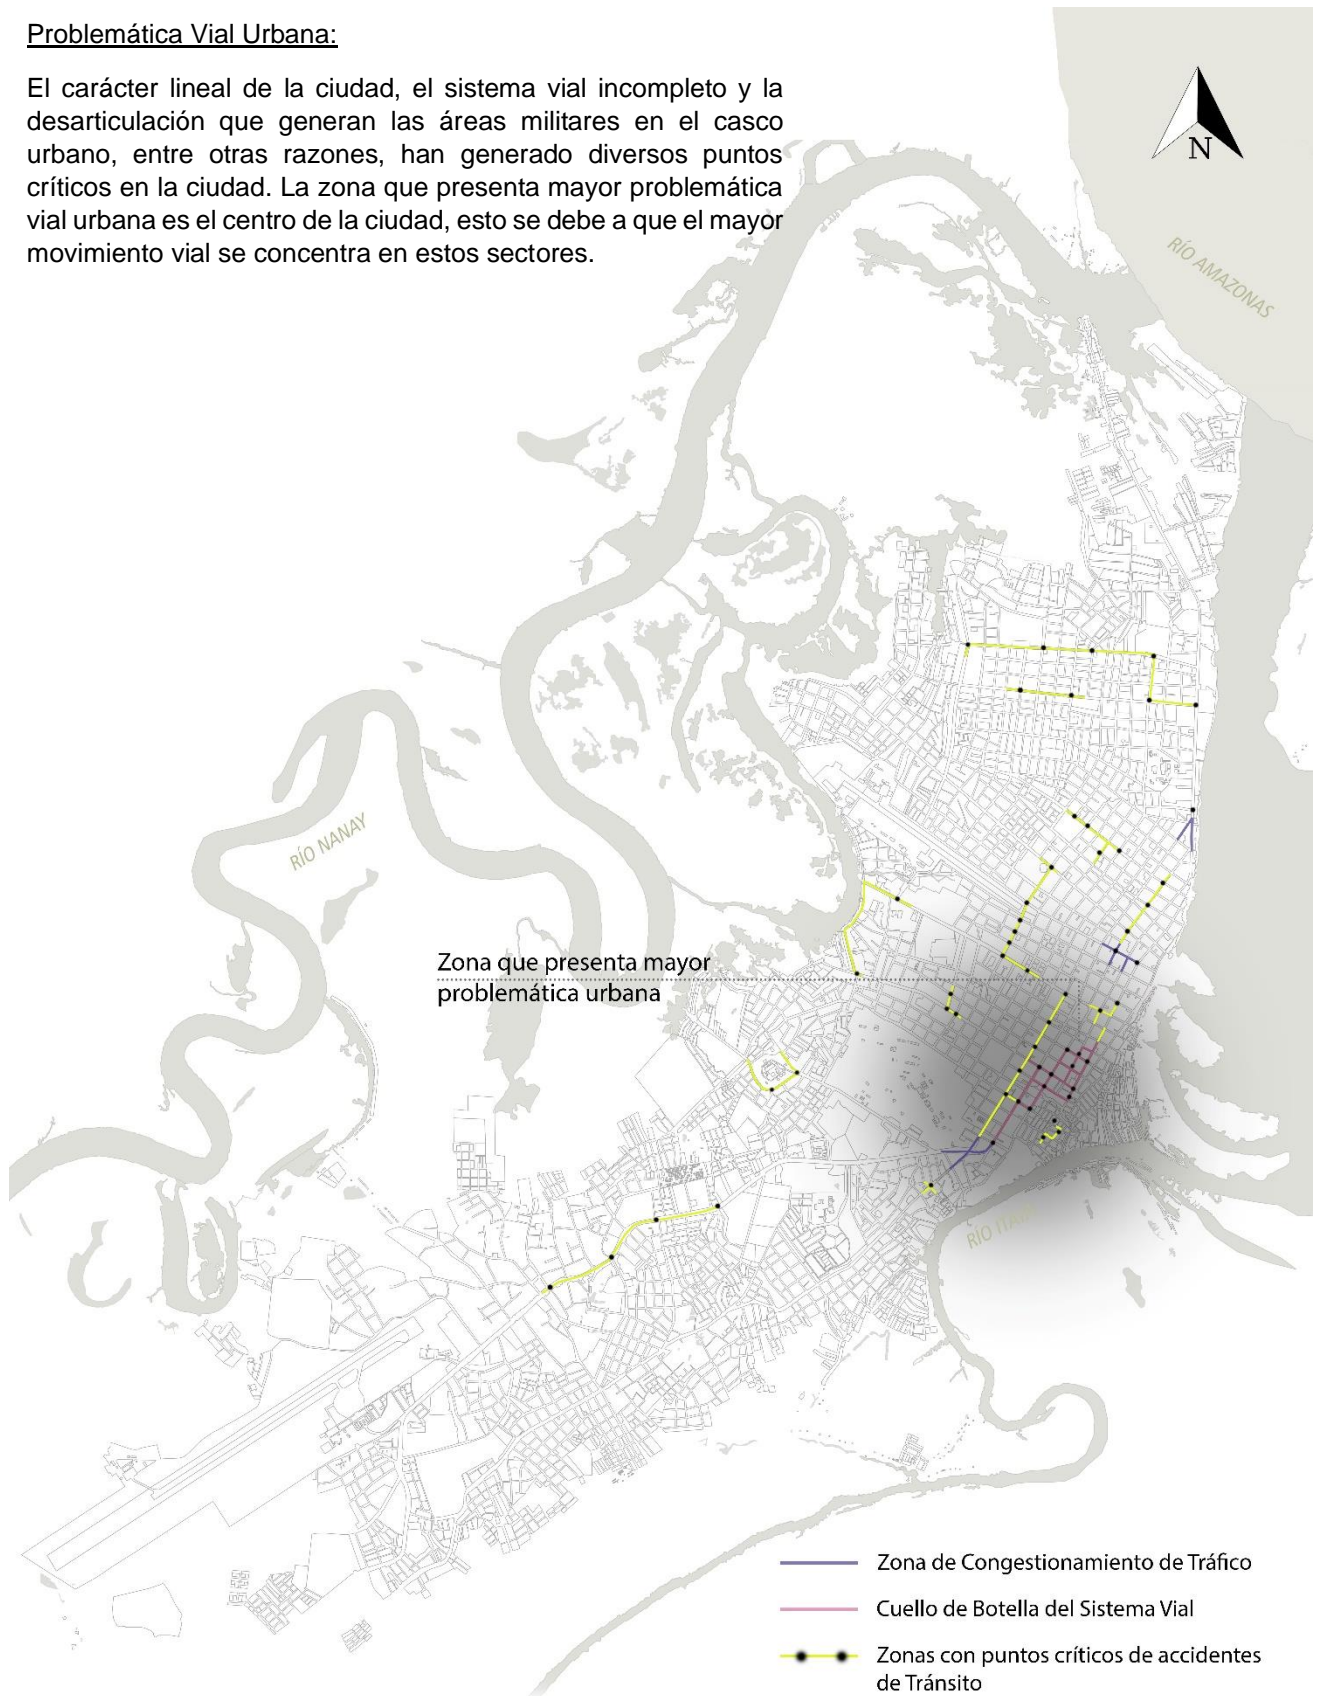 Problemática Vial Urbana:
El carácter lineal de la ciudad, el sistema vial incompleto y la
desarticulación que generan las áreas militares en el casco
urbano, entre otras razones, han generado diversos puntos
críticos en la ciudad. La zona que presenta mayor problemática
vial urbana es el centro de la ciudad, esto se debe a que el mayor
movimiento vial se concentra en estos sectores.
N
RÍO AMAZONAS
RÍO NANAY
Zona que presenta mayor
problemática urbana
RÍO ITAYA
Zona de Congestionamiento de Tráfico
Cuello de Botella del Sistema Vial
Zonas con puntos críticos de accidentes
de Tránsito